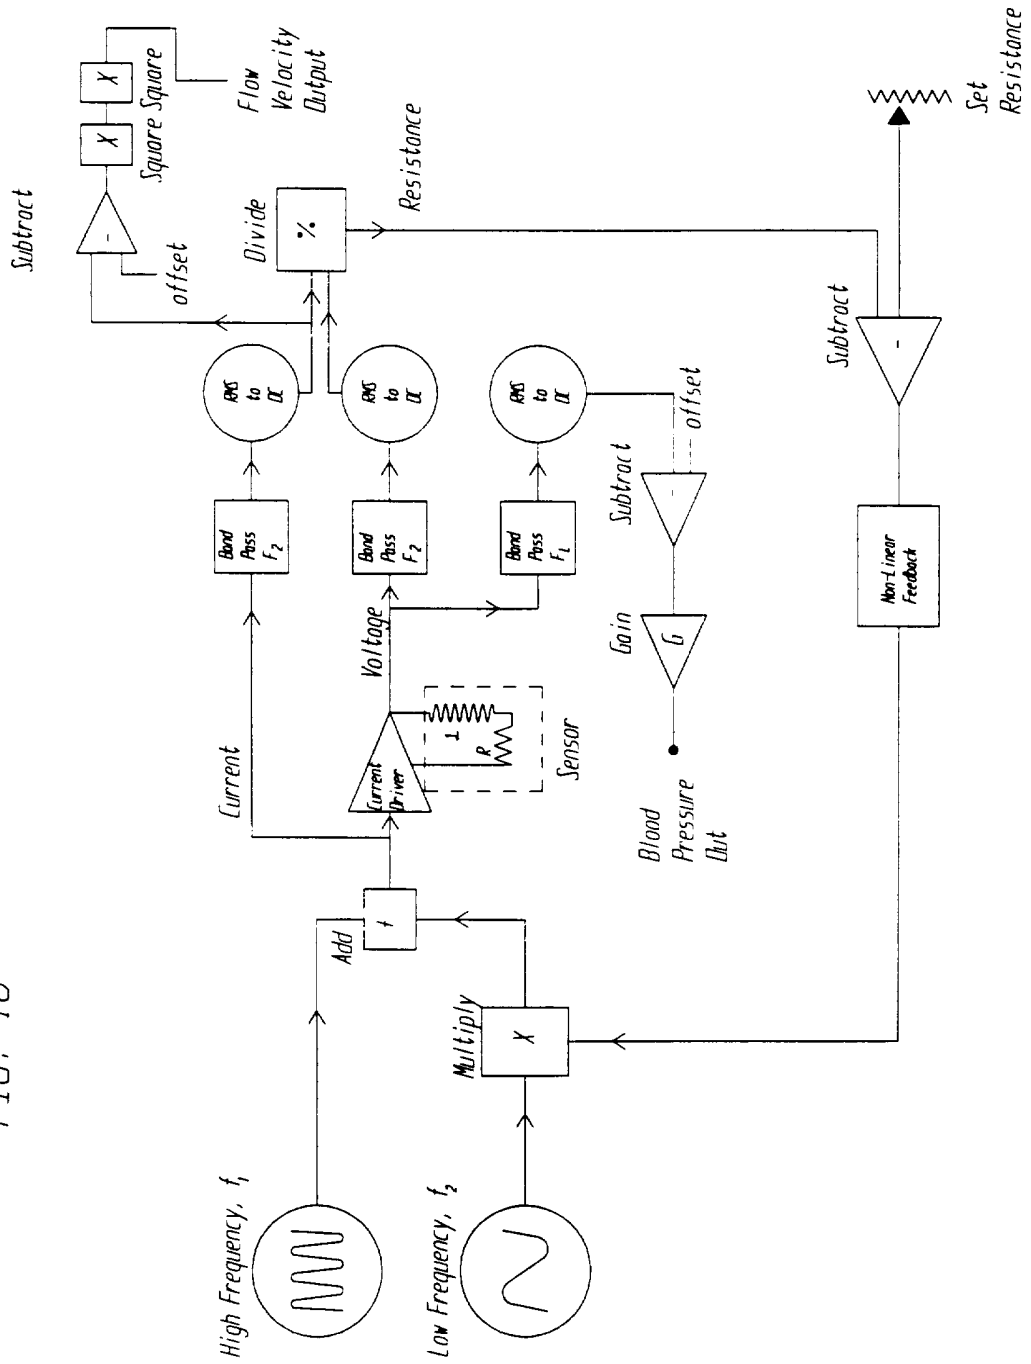 FIG. 10
High Frequency, f1
Low Frequency, f2
Multiply
X
Add
+
Current
Current
Driver
Voltage
L
R
Sensor
Band
Pass
F2
Band
Pass
F2
Band
Pass
F1
RMS
to
DC
RMS
to
DC
RMS
to
DC
Subtract
-
offset
Gain
G
Blood
Pressure
Out
Divide
%
Resistance
Subtract
-
offset
X
X
Square Square
Flow
Velocity
Output
Set
Resistance
Subtract
-
Non-Linear
Feedback